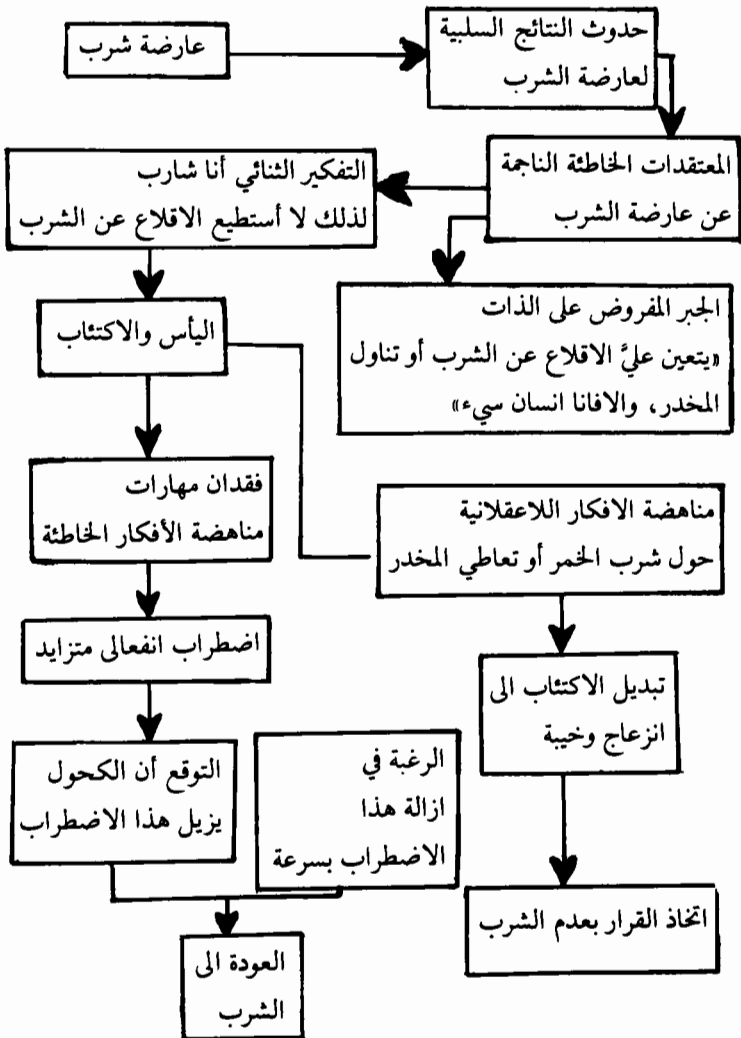 عارضة شرب
حدوث النتائج السلبية
لعارضة الشرب
المعتقدات الخاطئة الناجمة
عن عارضة الشرب
التفكير الثنائي أنا شارب
لذلك لا أستطيع الاقلاع عن الشرب
الجبر المفروض على الذات
«يتعين عليَّ الاقلاع عن الشرب أو تناول
المخدر، والافانا انسان سيء»
اليأس والاكتئاب
فقدان مهارات
مناهضة الأفكار الخاطئة
مناهضة الافكار اللاعقلانية
حول شرب الخمر أو تعاطي المخدر
اضطراب انفعالى متزايد
تبديل الاكتئاب الى
انزعاج وخيبة
التوقع أن الكحول
يزيل هذا الاضطراب
الرغبة في
ازالة هذا
الاضطراب بسرعة
اتخاذ القرار بعدم الشرب
العودة الى
الشرب